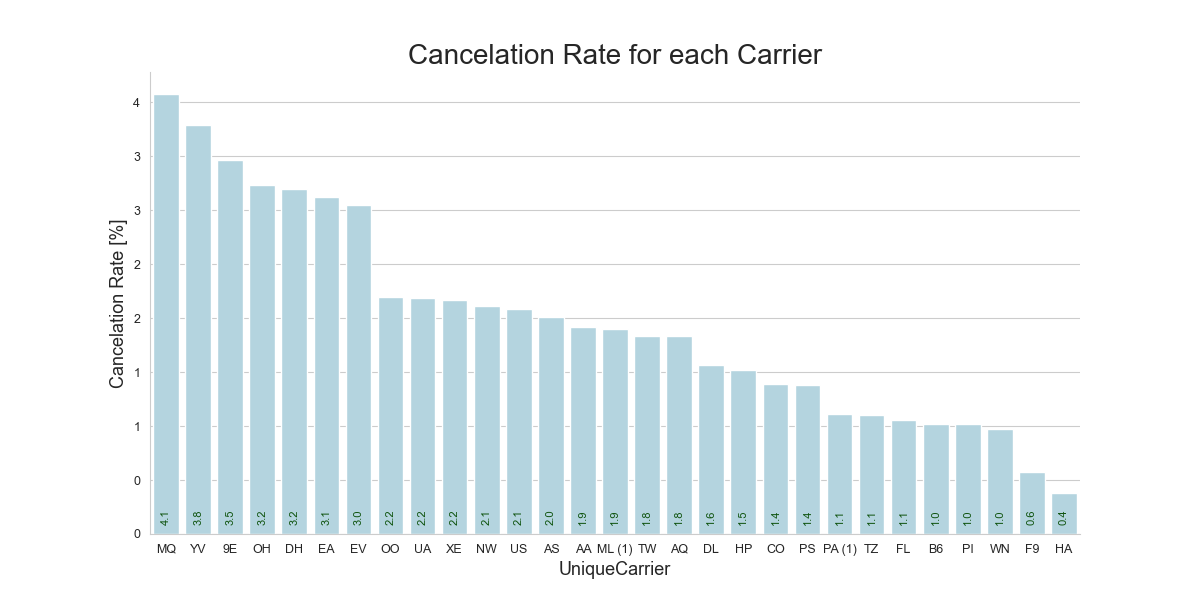 Cancelation Rate for each Carrier
4
3
3
2
2
1
1
0
0
Cancelation Rate [%]
4.1 3.8 3.5 3.2 3.2 3.1 3.0 2.2 2.2 2.2 2.1 2.1 2.0 1.9 1.9 1.8 1.8 1.6 1.5 1.4 1.4 1.1 1.1 1.1 1.0 1.0 1.0 0.6 0.4
MQ YV 9E OH DH EA EV OO UA XE NW US AS AA ML (1) TW AQ DL HP CO PS PA (1) TZ FL B6 PI WN F9 HA
UniqueCarrier